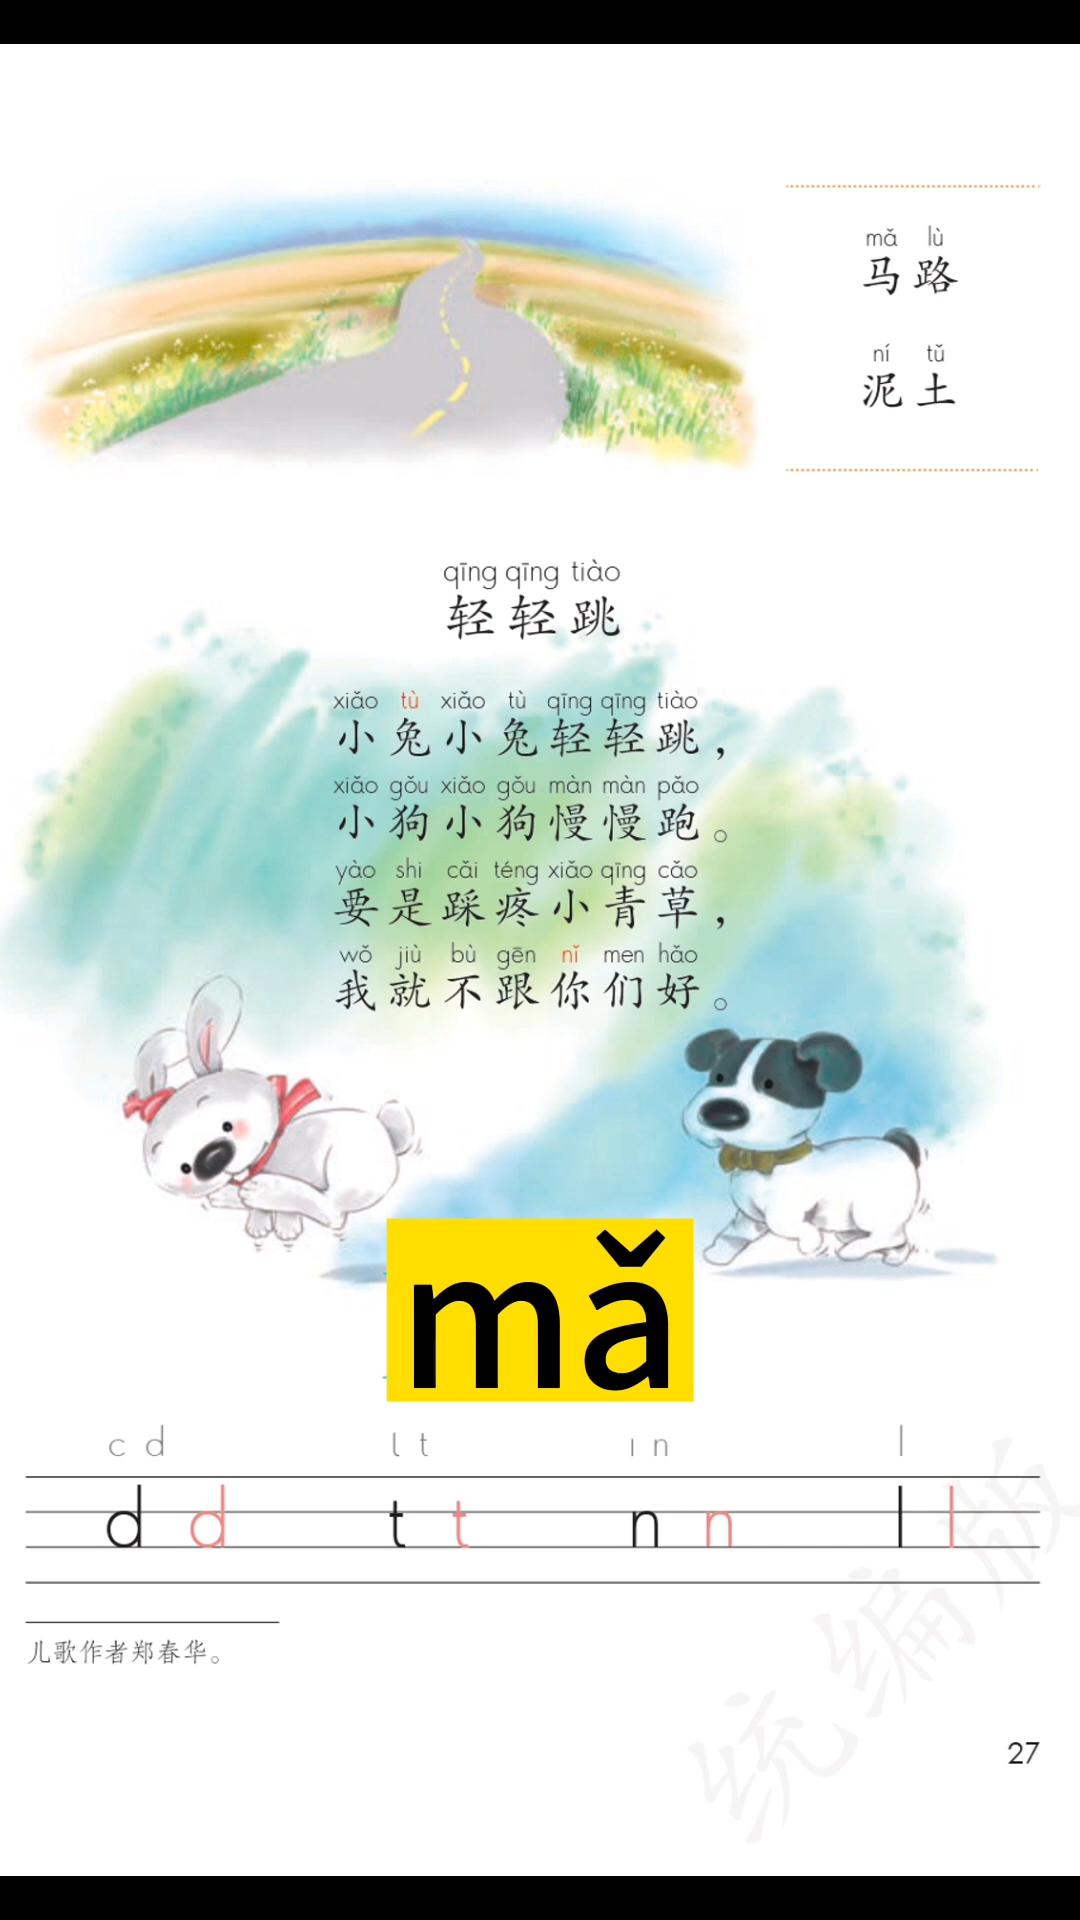 mǎ lù
马路
ní tǔ
泥土
qīng qīng tiào
轻轻跳
xiǎo tù xiǎo tù qīng qīng tiào
小兔小兔轻轻跳，
xiǎo gǒu xiǎo gǒu màn màn pǎo
小狗小狗慢慢跑。
yào shi cǎi téng xiǎo qīng cǎo
要是踩疼小青草，
wǒ jiù bù gēn nǐ men hǎo
我就不跟你们好。
mǎ
c d ɩ t ı n l
d d t t n n l l
儿歌作者郑春华。
统编版
27